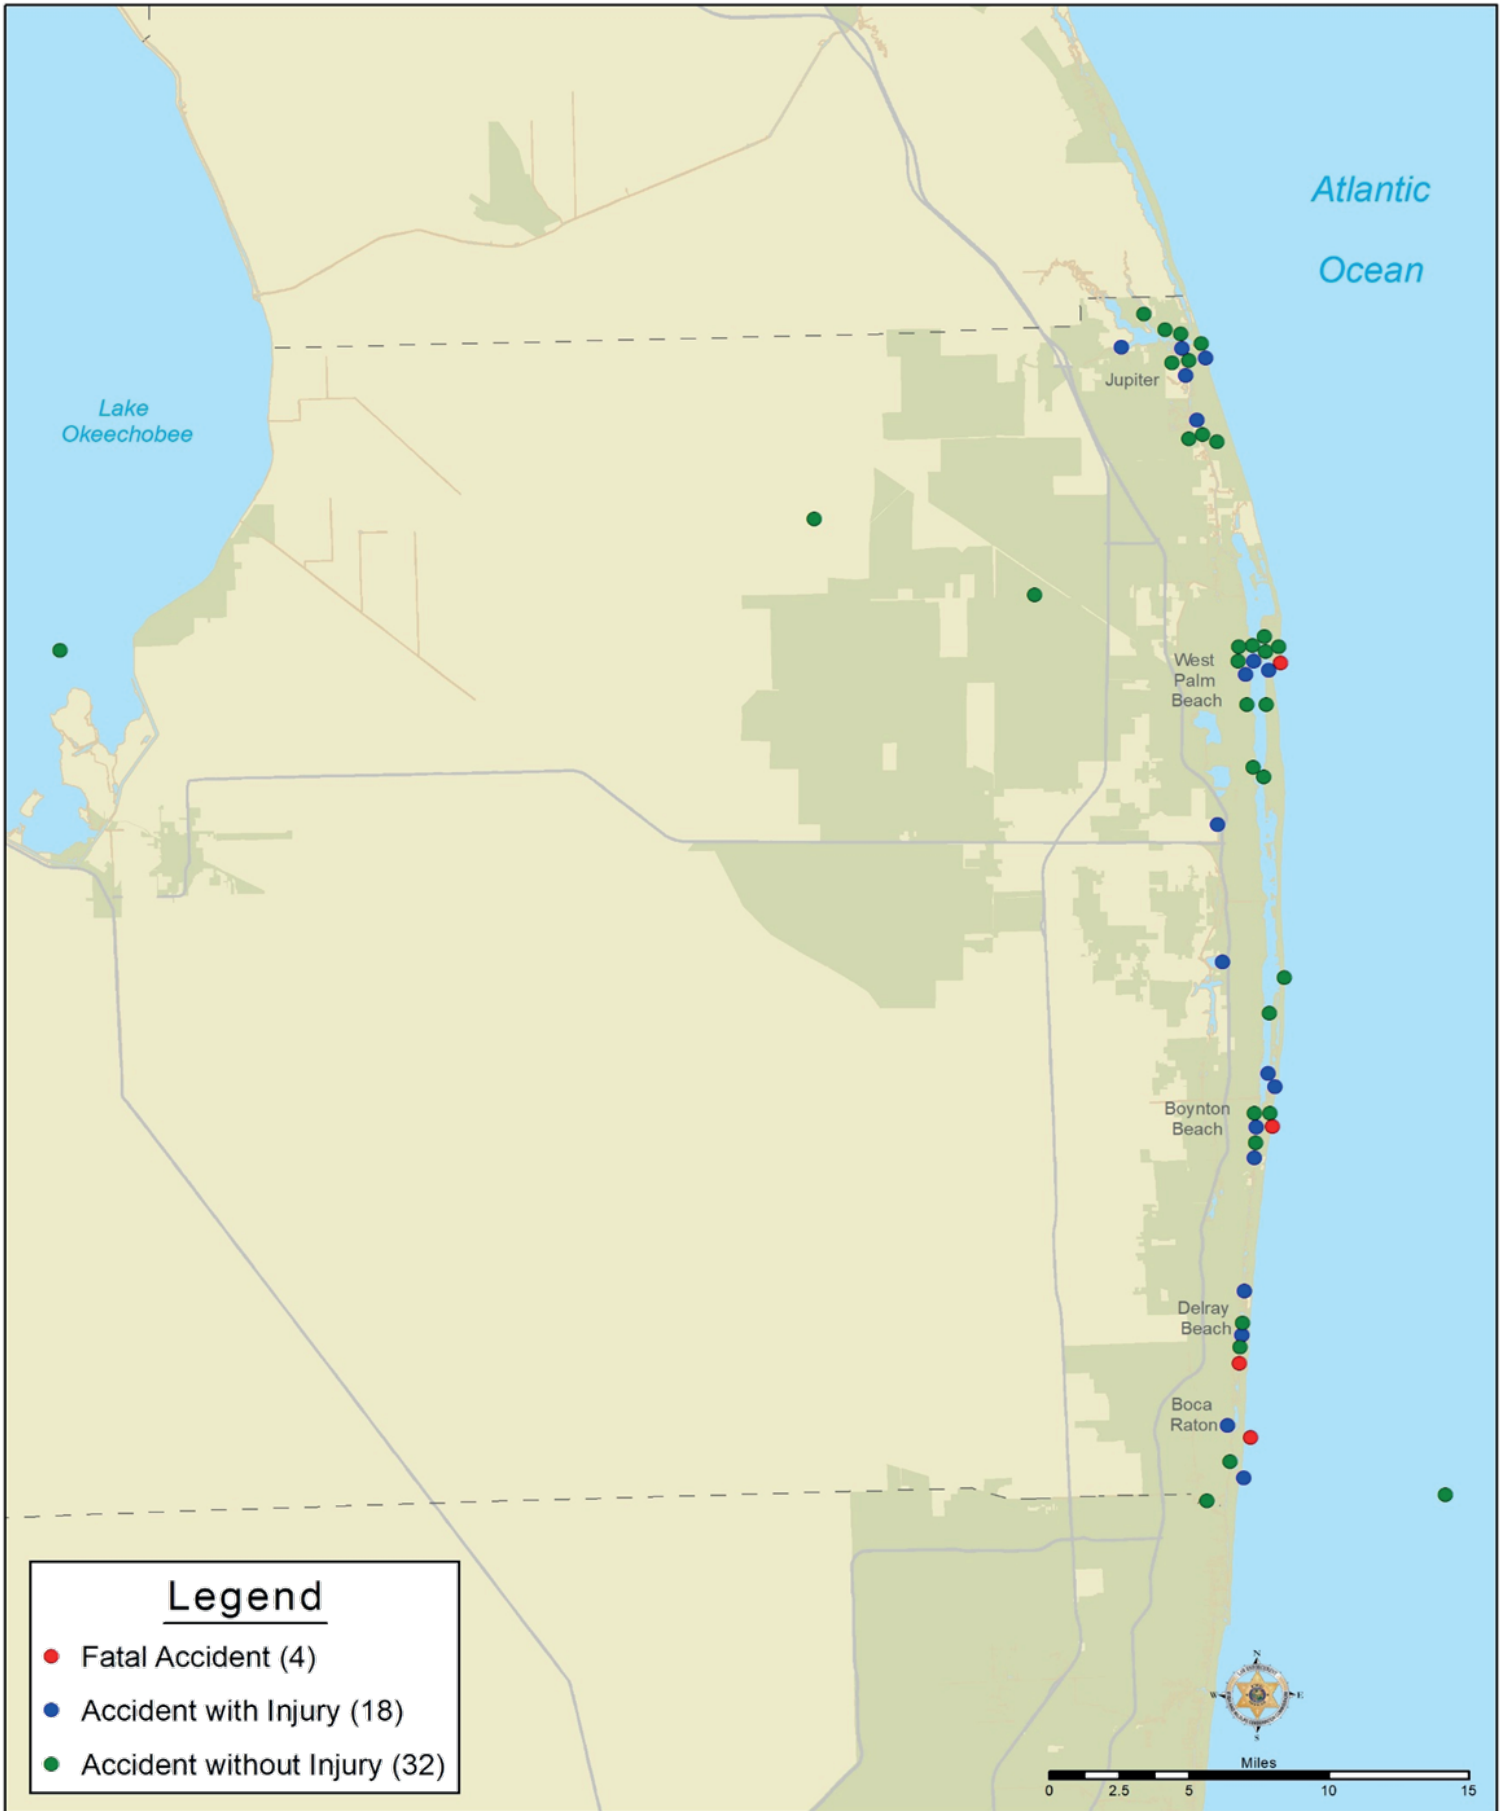 Atlantic
Ocean
Jupiter
Lake
Okeechobee
West
Palm
Beach
Boynton
Beach
Delray
Beach
Boca
Raton
Legend
Fatal Accident (4)
Accident with Injury (18)
Accident without Injury (32)
N
W
E
S
Miles
0 2.5 5 10 15